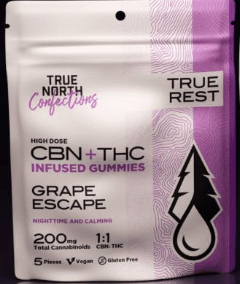 TRUE
NORTH
Confections
TRUE
REST
HIGH DOSE
CBN+THC
INFUSED GUMMIES
GRAPE
ESCAPE
NIGHTTIME AND CALMING
200mg
Total Cannabinoids
1:1
CBN:THC
5 Pieces
Vegan
Gluten Free